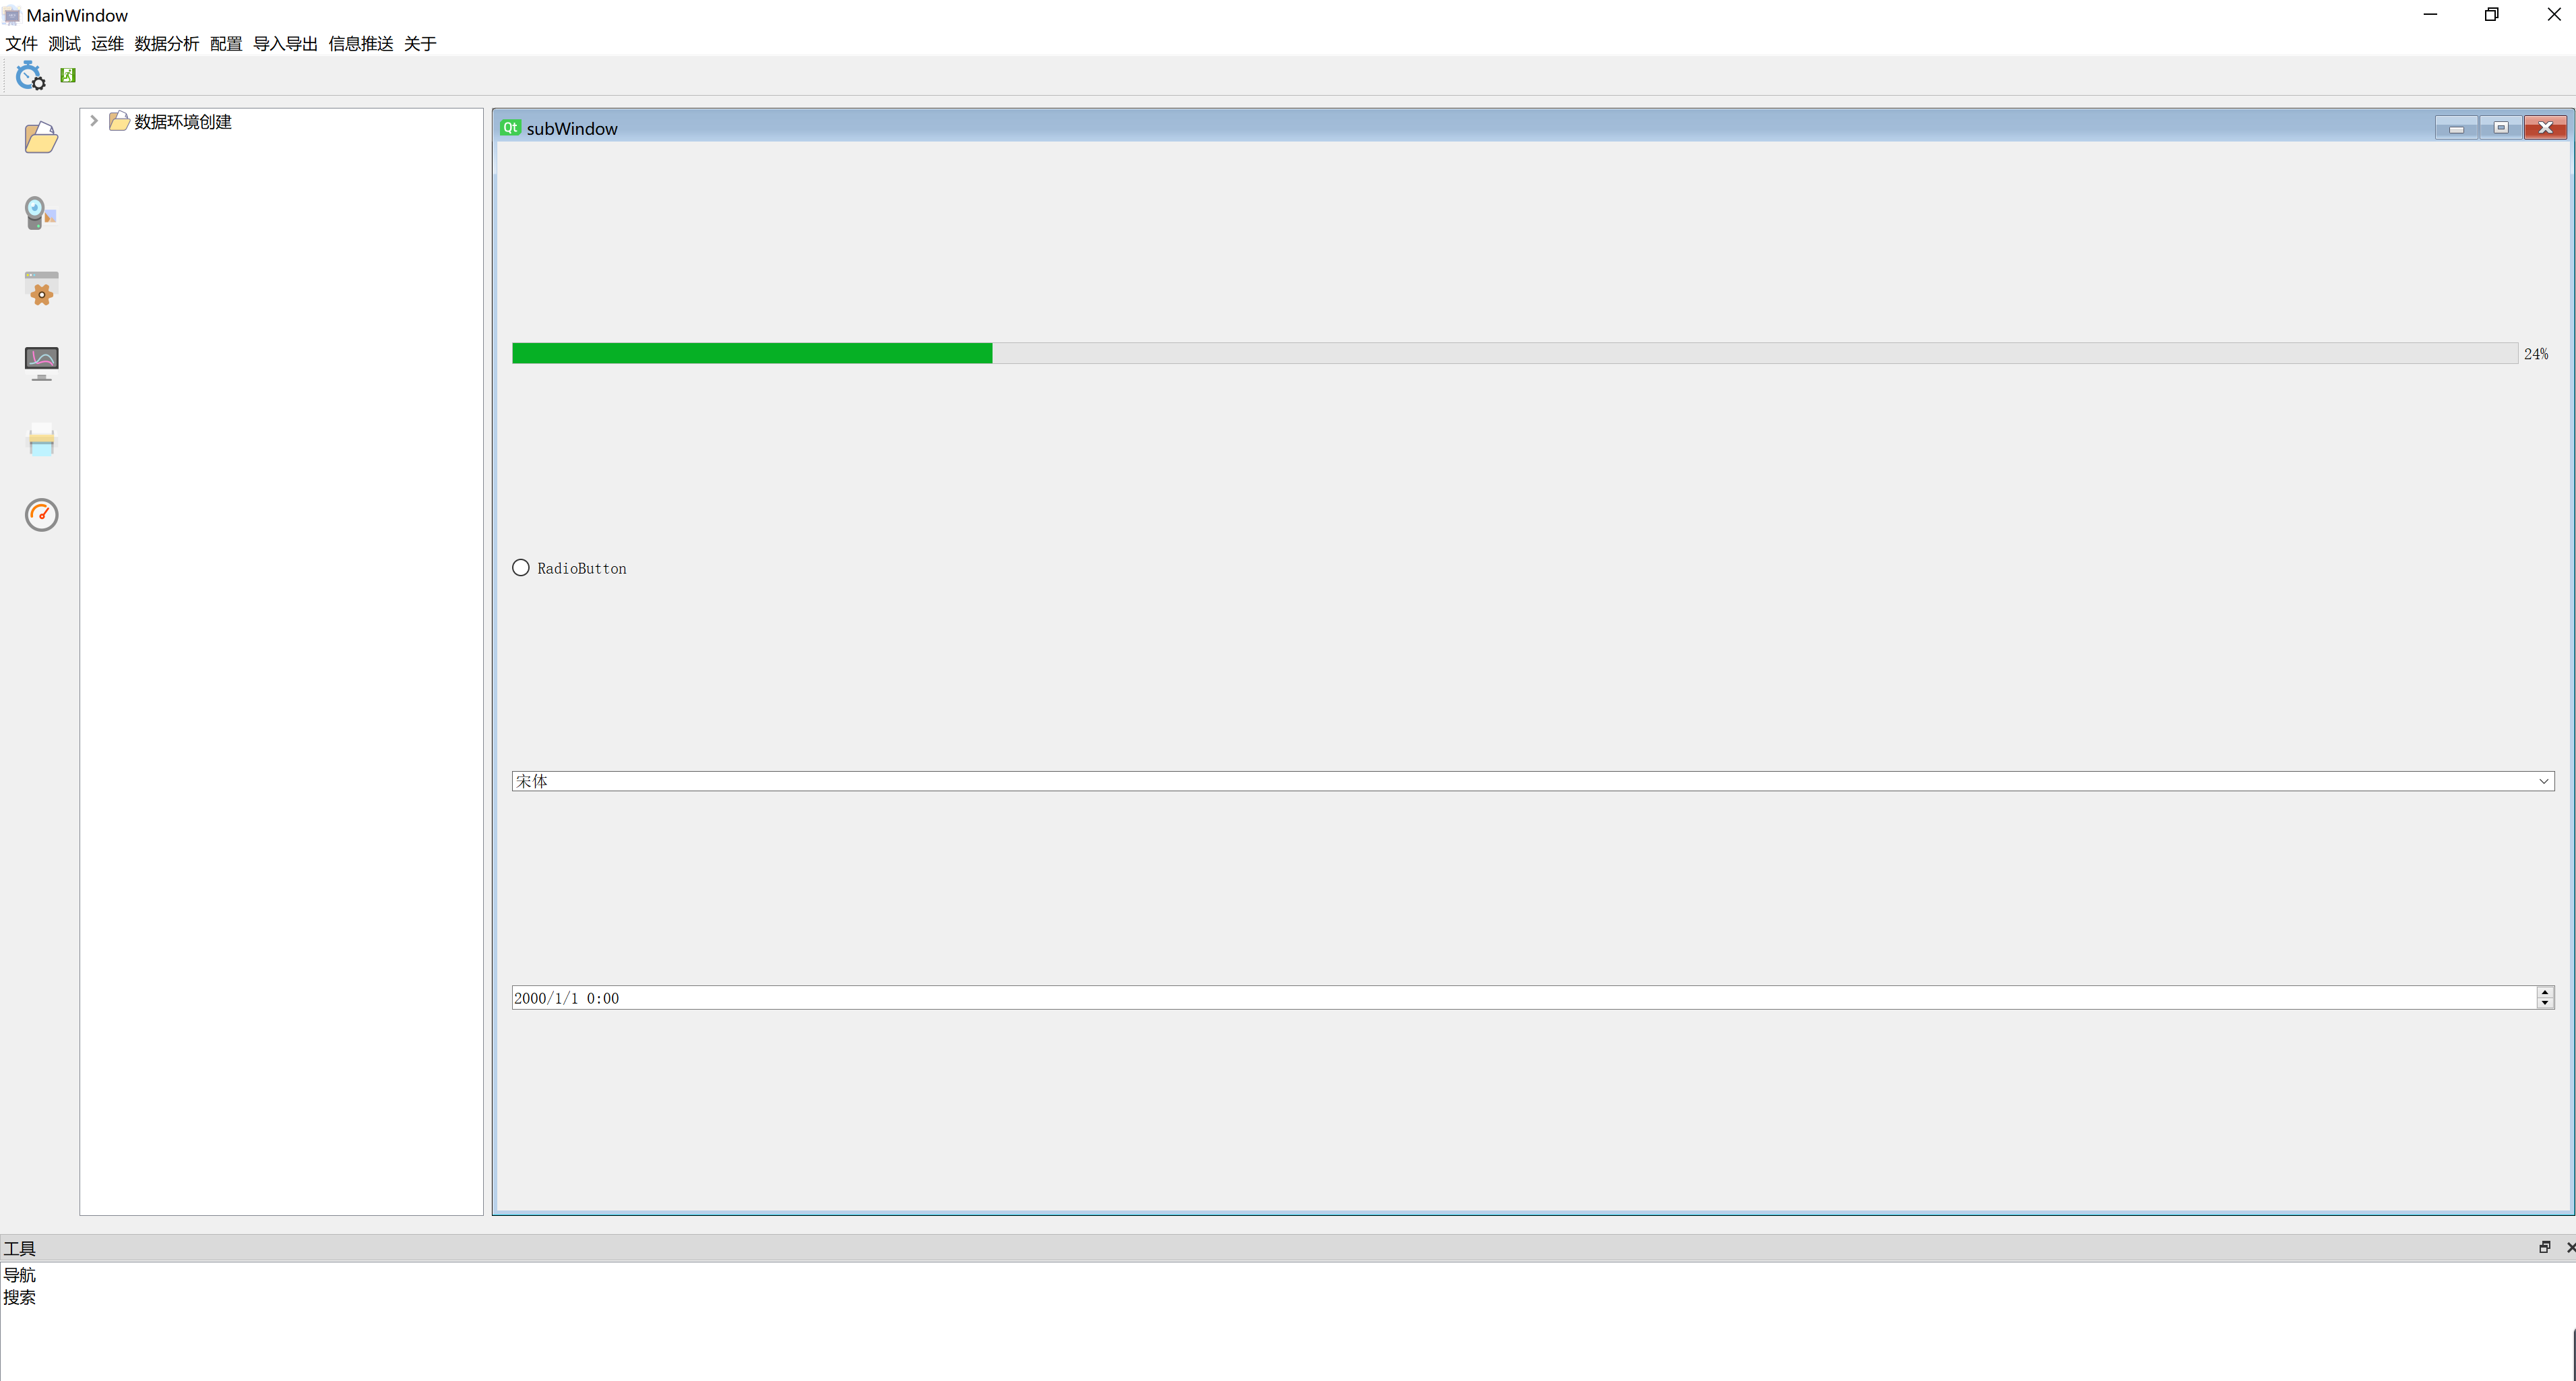 MainWindow
文件 测试 运维 数据分析 配置 导入导出 信息推送 关于
数据环境创建
Qt subWindow
24%
RadioButton
宋体
2000/1/1 0:00
工具
导航
搜索